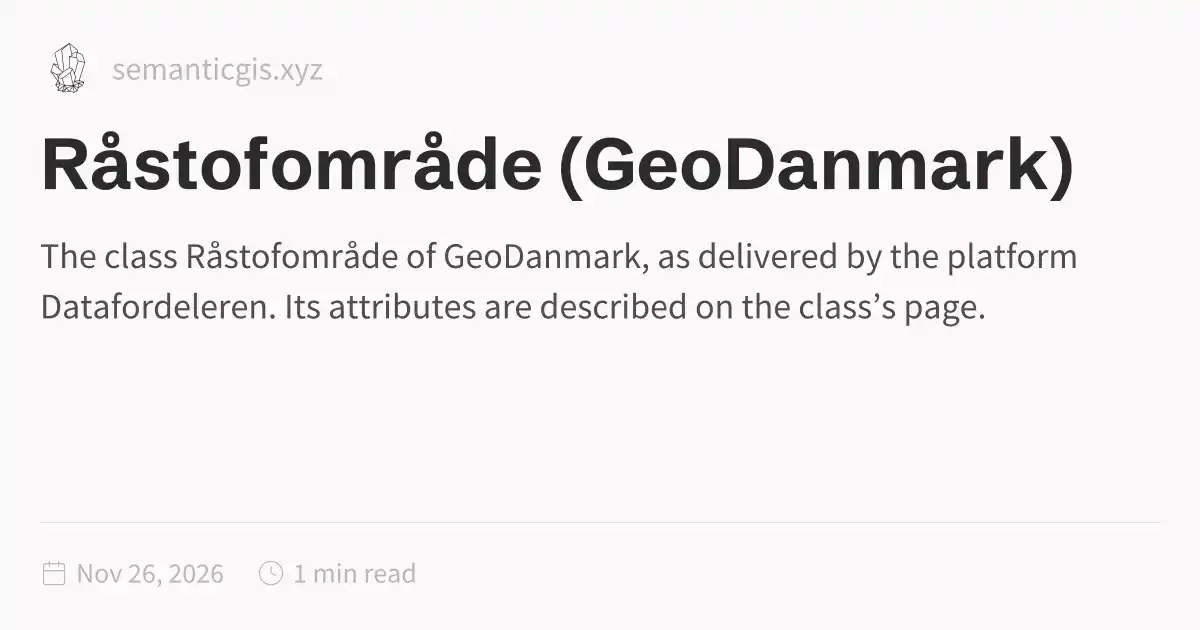 semanticgis.xyz
Råstofområde (GeoDanmark)
The class Råstofområde of GeoDanmark, as delivered by the platform
Datafordeleren. Its attributes are described on the class’s page.
Nov 26, 2026 1 min read